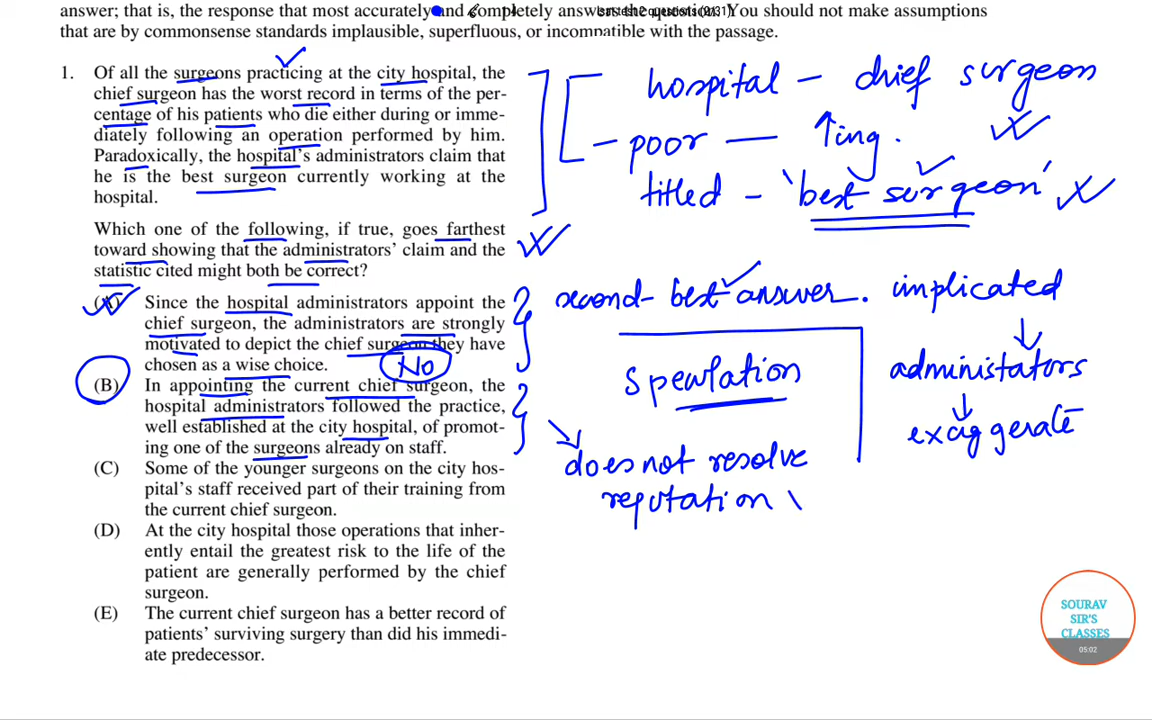 answer; that is, the response that most accurately and completely answers the question. You should not make assumptions
that are by commonsense standards implausible, superfluous, or incompatible with the passage.
1. Of all the surgeons practicing at the city hospital, the
chief surgeon has the worst record in terms of the per-
centage of his patients who die either during or imme-
diately following an operation performed by him.
Paradoxically, the hospital's administrators claim that
he is the best surgeon currently working at the
hospital.
Which one of the following, if true, goes farthest
toward showing that the administrators' claim and the
statistic cited might both be correct?
(A) Since the hospital administrators appoint the
chief surgeon, the administrators are strongly
motivated to depict the chief surgeon they have
chosen as a wise choice.
(B) In appointing the current chief surgeon, the
hospital administrators followed the practice,
well established at the city hospital, of promot-
ing one of the surgeons already on staff.
(C) Some of the younger surgeons on the city hos-
pital's staff received part of their training from
the current chief surgeon.
(D) At the city hospital those operations that inher-
ently entail the greatest risk to the life of the
patient are generally performed by the chief
surgeon.
(E) The current chief surgeon has a better record of
patients' surviving surgery than did his immedi-
ate predecessor.
hospital – chief surgeon
– poor — ↑ing.
titled – 'best surgeon'
second-best answer.
No
speculation
does not resolve
reputation \
implicated
↓
administators
↓
exaggerate
SOURAV
SIR'S
CLASSES
05:02